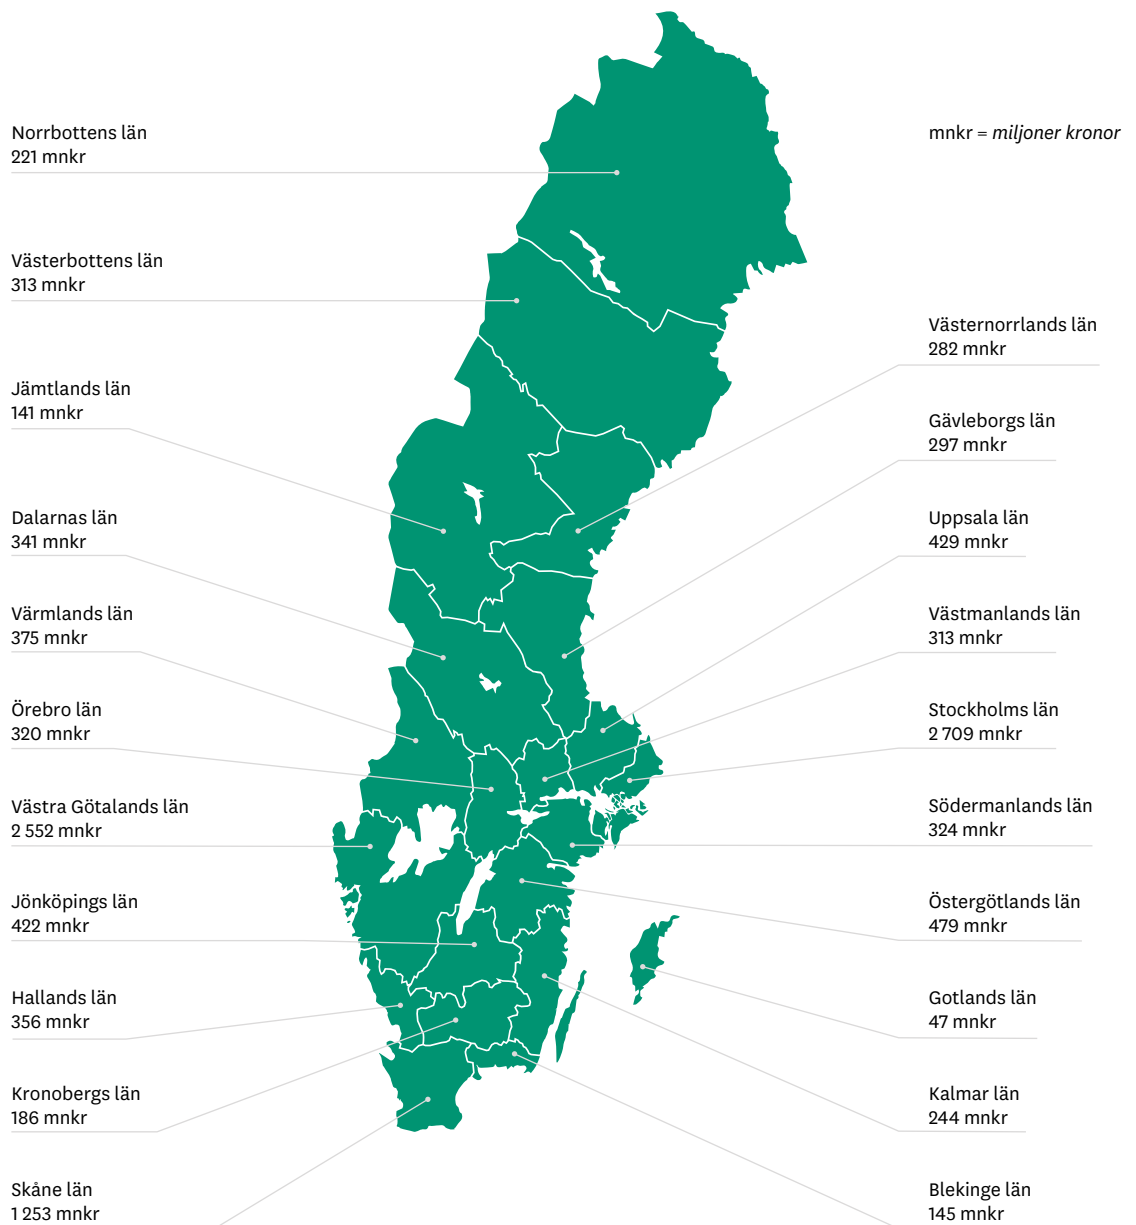 Norrbottens län
221 mnkr
mnkr = miljoner kronor
Västerbottens län
313 mnkr
Västernorrlands län
282 mnkr
Jämtlands län
141 mnkr
Gävleborgs län
297 mnkr
Dalarnas län
341 mnkr
Uppsala län
429 mnkr
Värmlands län
375 mnkr
Västmanlands län
313 mnkr
Örebro län
320 mnkr
Stockholms län
2 709 mnkr
Västra Götalands län
2 552 mnkr
Södermanlands län
324 mnkr
Jönköpings län
422 mnkr
Östergötlands län
479 mnkr
Hallands län
356 mnkr
Gotlands län
47 mnkr
Kronobergs län
186 mnkr
Kalmar län
244 mnkr
Skåne län
1 253 mnkr
Blekinge län
145 mnkr